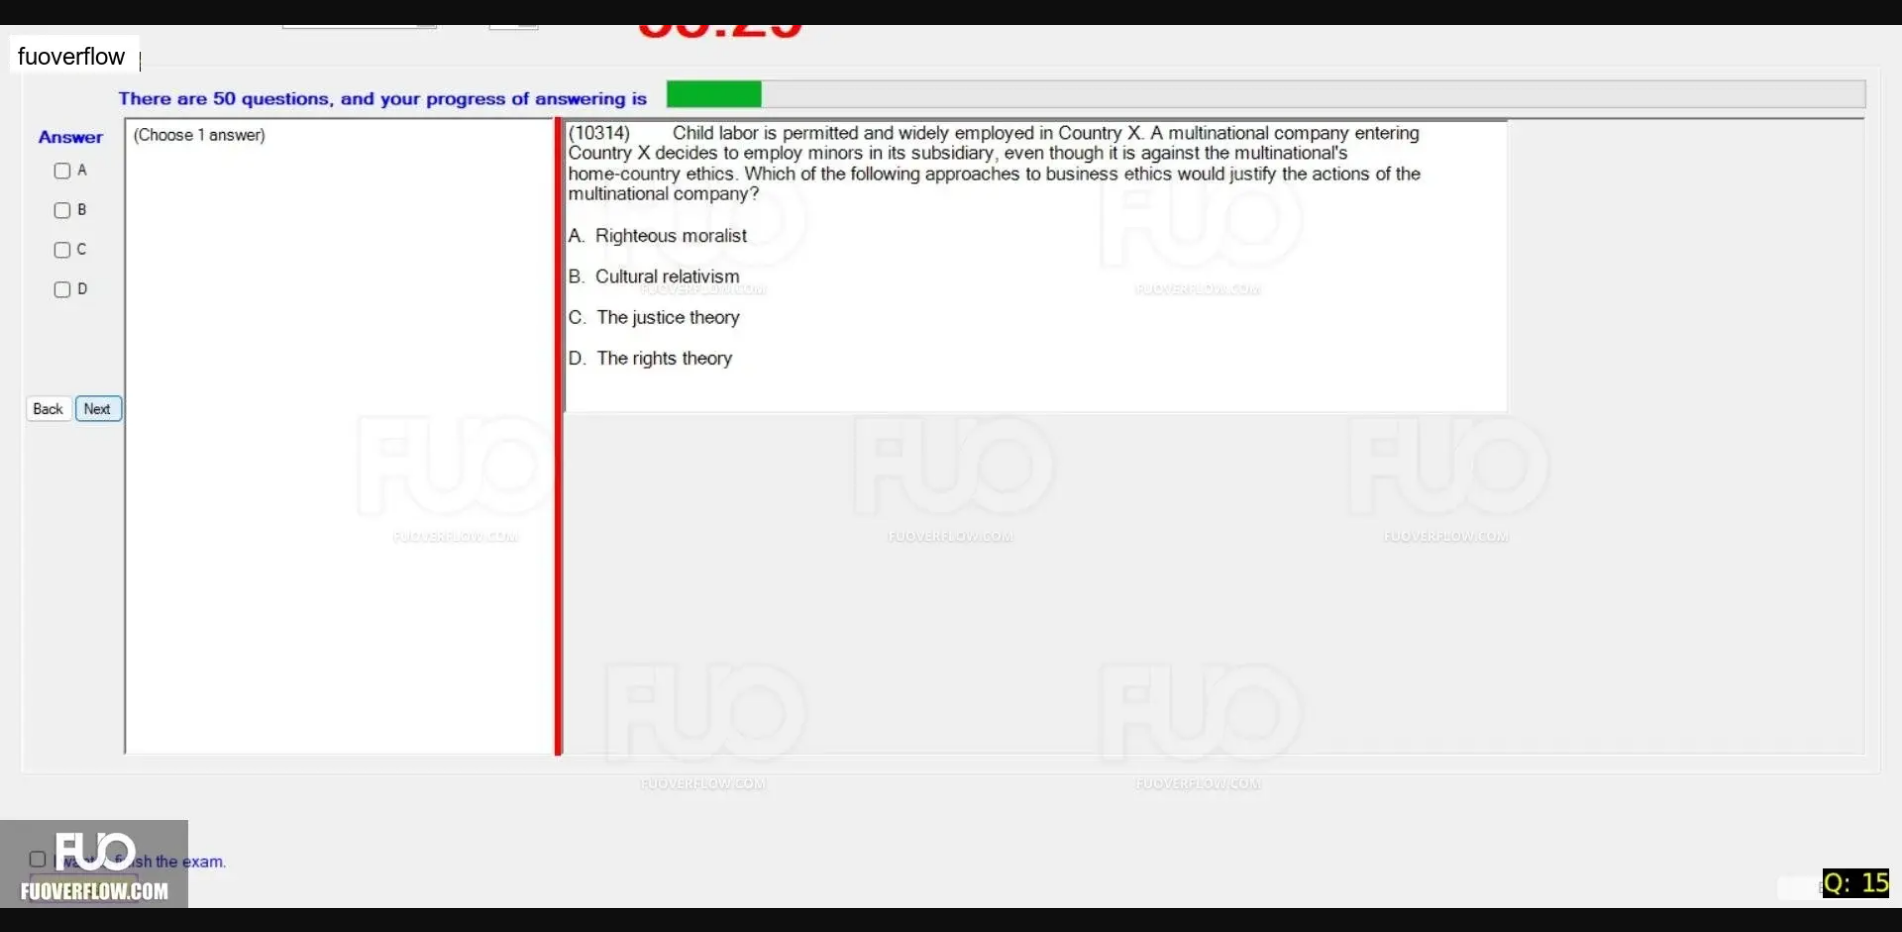 fuoverflow
There are 50 questions, and your progress of answering is
Answer
(Choose 1 answer)
A
B
C
D
Back Next
(10314) Child labor is permitted and widely employed in Country X. A multinational company entering
Country X decides to employ minors in its subsidiary, even though it is against the multinational's
home-country ethics. Which of the following approaches to business ethics would justify the actions of the
multinational company?
A. Righteous moralist
B. Cultural relativism
C. The justice theory
D. The rights theory
FUO
FUOVERFLOW.COM
FUO
FUOVERFLOW.COM
FUO
FUOVERFLOW.COM
FUO
FUOVERFLOW.COM
FUO
FUOVERFLOW.COM
FUO
FUOVERFLOW.COM
FUO
FUOVERFLOW.COM
the exam.
FUO
FUOVERFLOW.COM
Q: 15